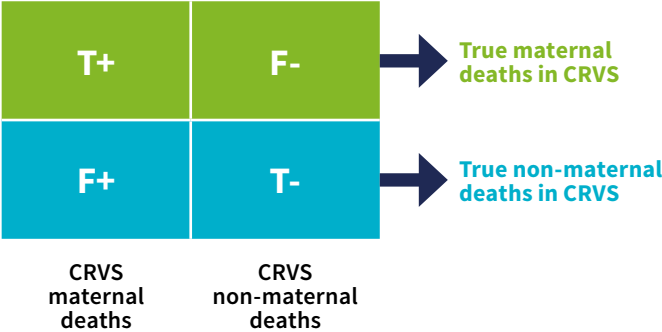 T+
F-
True maternal
deaths in CRVS
F+
T-
True non-maternal
deaths in CRVS
CRVS
maternal
deaths
CRVS
non-maternal
deaths